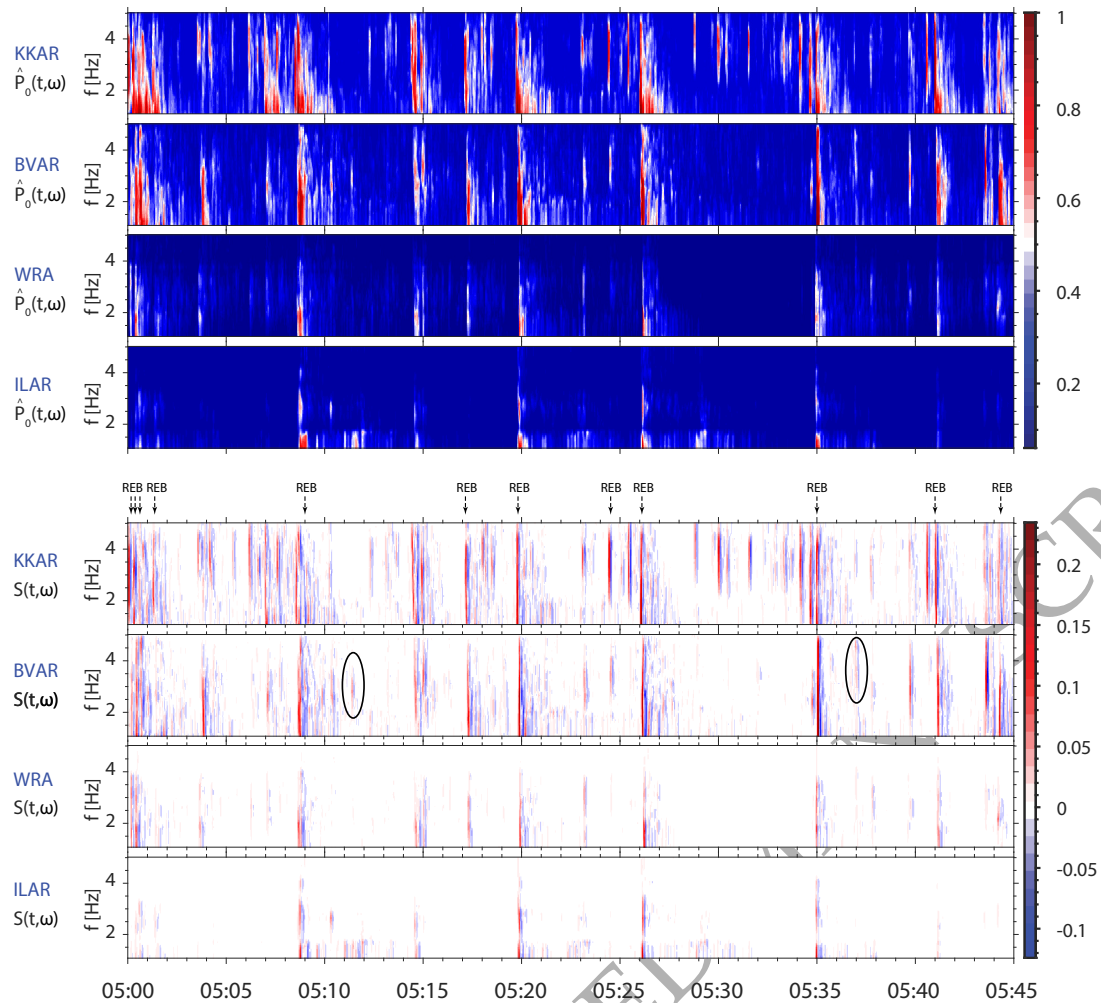 KKAR
P̂₀(t,ω)
f [Hz]
4
2
BVAR
P̂₀(t,ω)
f [Hz]
4
2
WRA
P̂₀(t,ω)
f [Hz]
4
2
ILAR
P̂₀(t,ω)
f [Hz]
4
2
1
0.8
0.6
0.4
0.2
REB REB REB REB REB REB REB REB REB REB
KKAR
S(t,ω)
f [Hz]
4
2
BVAR
S(t,ω)
f [Hz]
4
2
WRA
S(t,ω)
f [Hz]
4
2
ILAR
S(t,ω)
f [Hz]
4
2
0.2
0.15
0.1
0.05
0
-0.05
-0.1
05:00 05:05 05:10 05:15 05:20 05:25 05:30 05:35 05:40 05:45